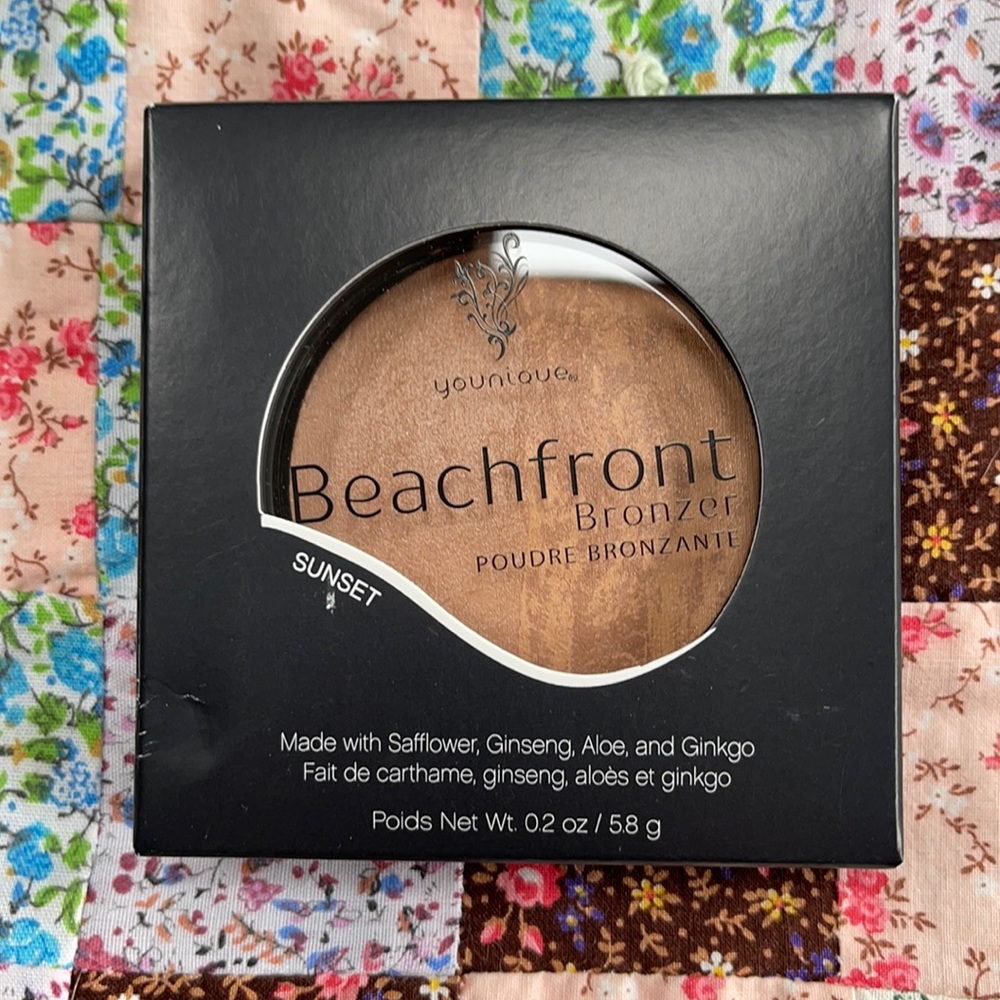 younique
Beachfront
Bronzer
POUDRE BRONZANTE
SUNSET
Made with Safflower, Ginseng, Aloe, and Ginkgo
Fait de carthame, ginseng, aloès et ginkgo
Poids Net Wt. 0.2 oz / 5.8 g